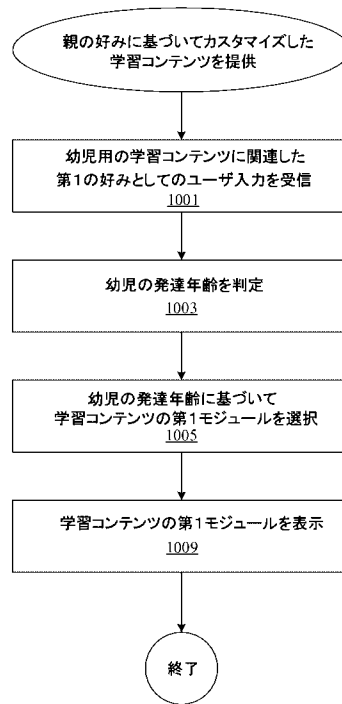 親の好みに基づいてカスタマイズした
学習コンテンツを提供
幼児用の学習コンテンツに関連した
第1の好みとしてのユーザ入力を受信
1001
幼児の発達年齢を判定
1003
幼児の発達年齢に基づいて
学習コンテンツの第1モジュールを選択
1005
学習コンテンツの第1モジュールを表示
1009
終了